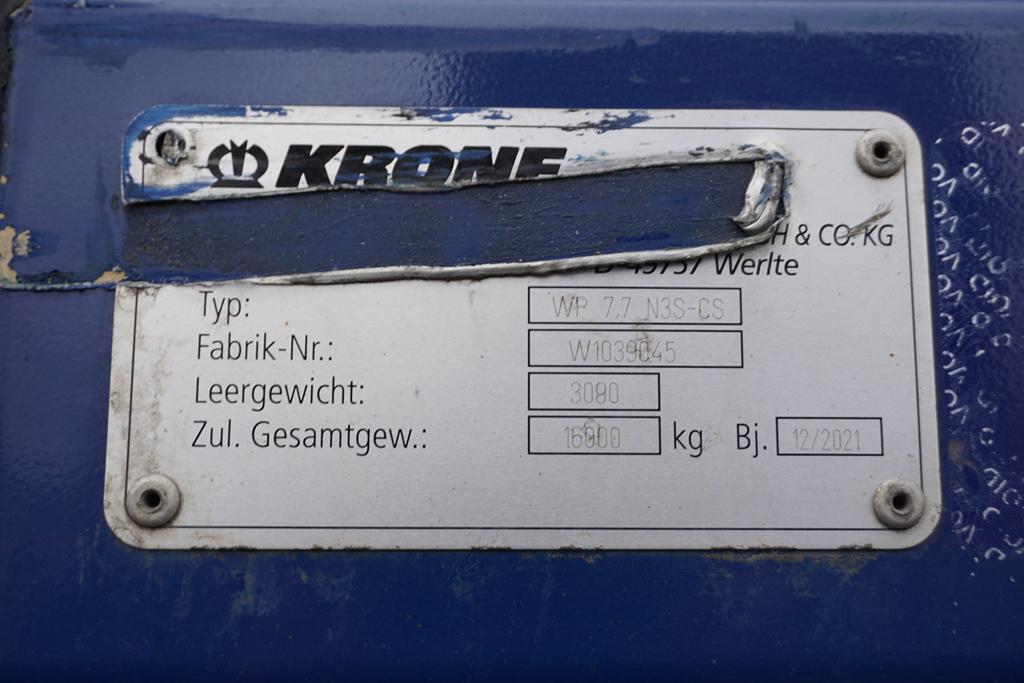 KRONE
H & CO. KG
D-49757 Werlte
Typ: WP 7,7 N3S-CS
Fabrik-Nr.: W1039045
Leergewicht: 3080
Zul. Gesamtgew.: 16000 kg Bj. 12/2021